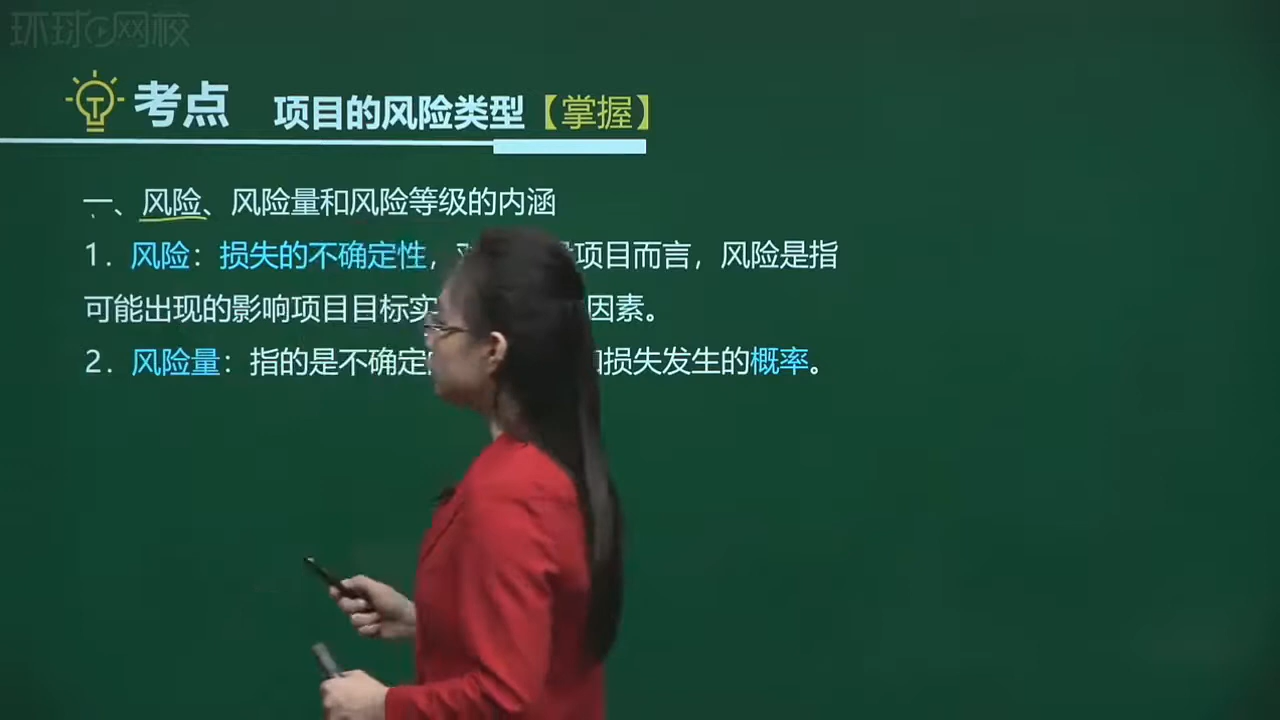 环球网校
考点 项目的风险类型【掌握】
一、风险、风险量和风险等级的内涵
1. 风险：损失的不确定性，项目而言，风险是指
可能出现的影响项目目标实因素。
2. 风险量：指的是不确定损失发生的概率。